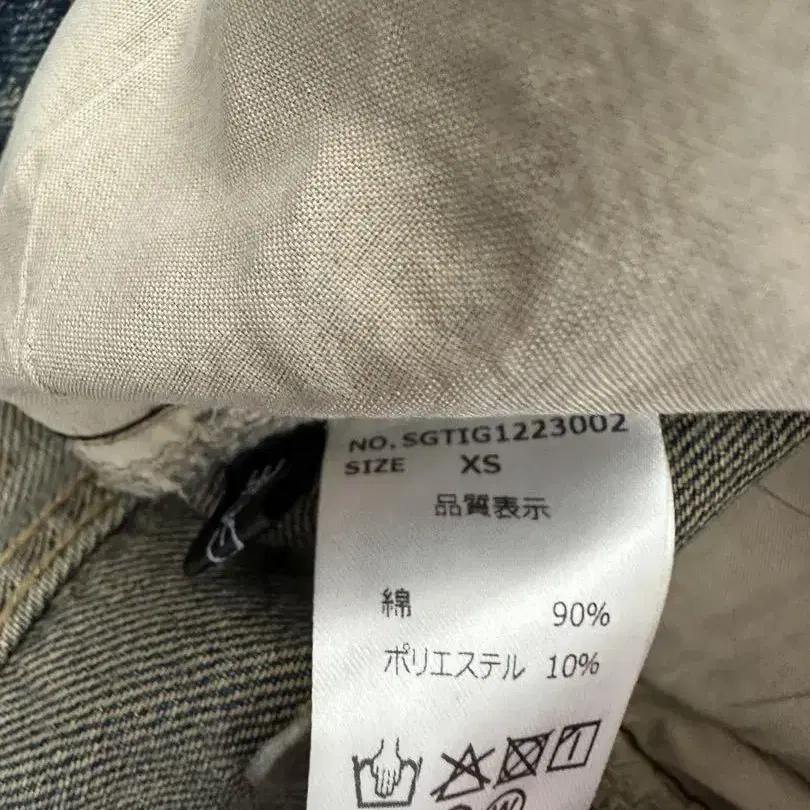 NO. SGTIG1223002
SIZE XS
品質表示
綿 90%
ポリエステル 10%
W